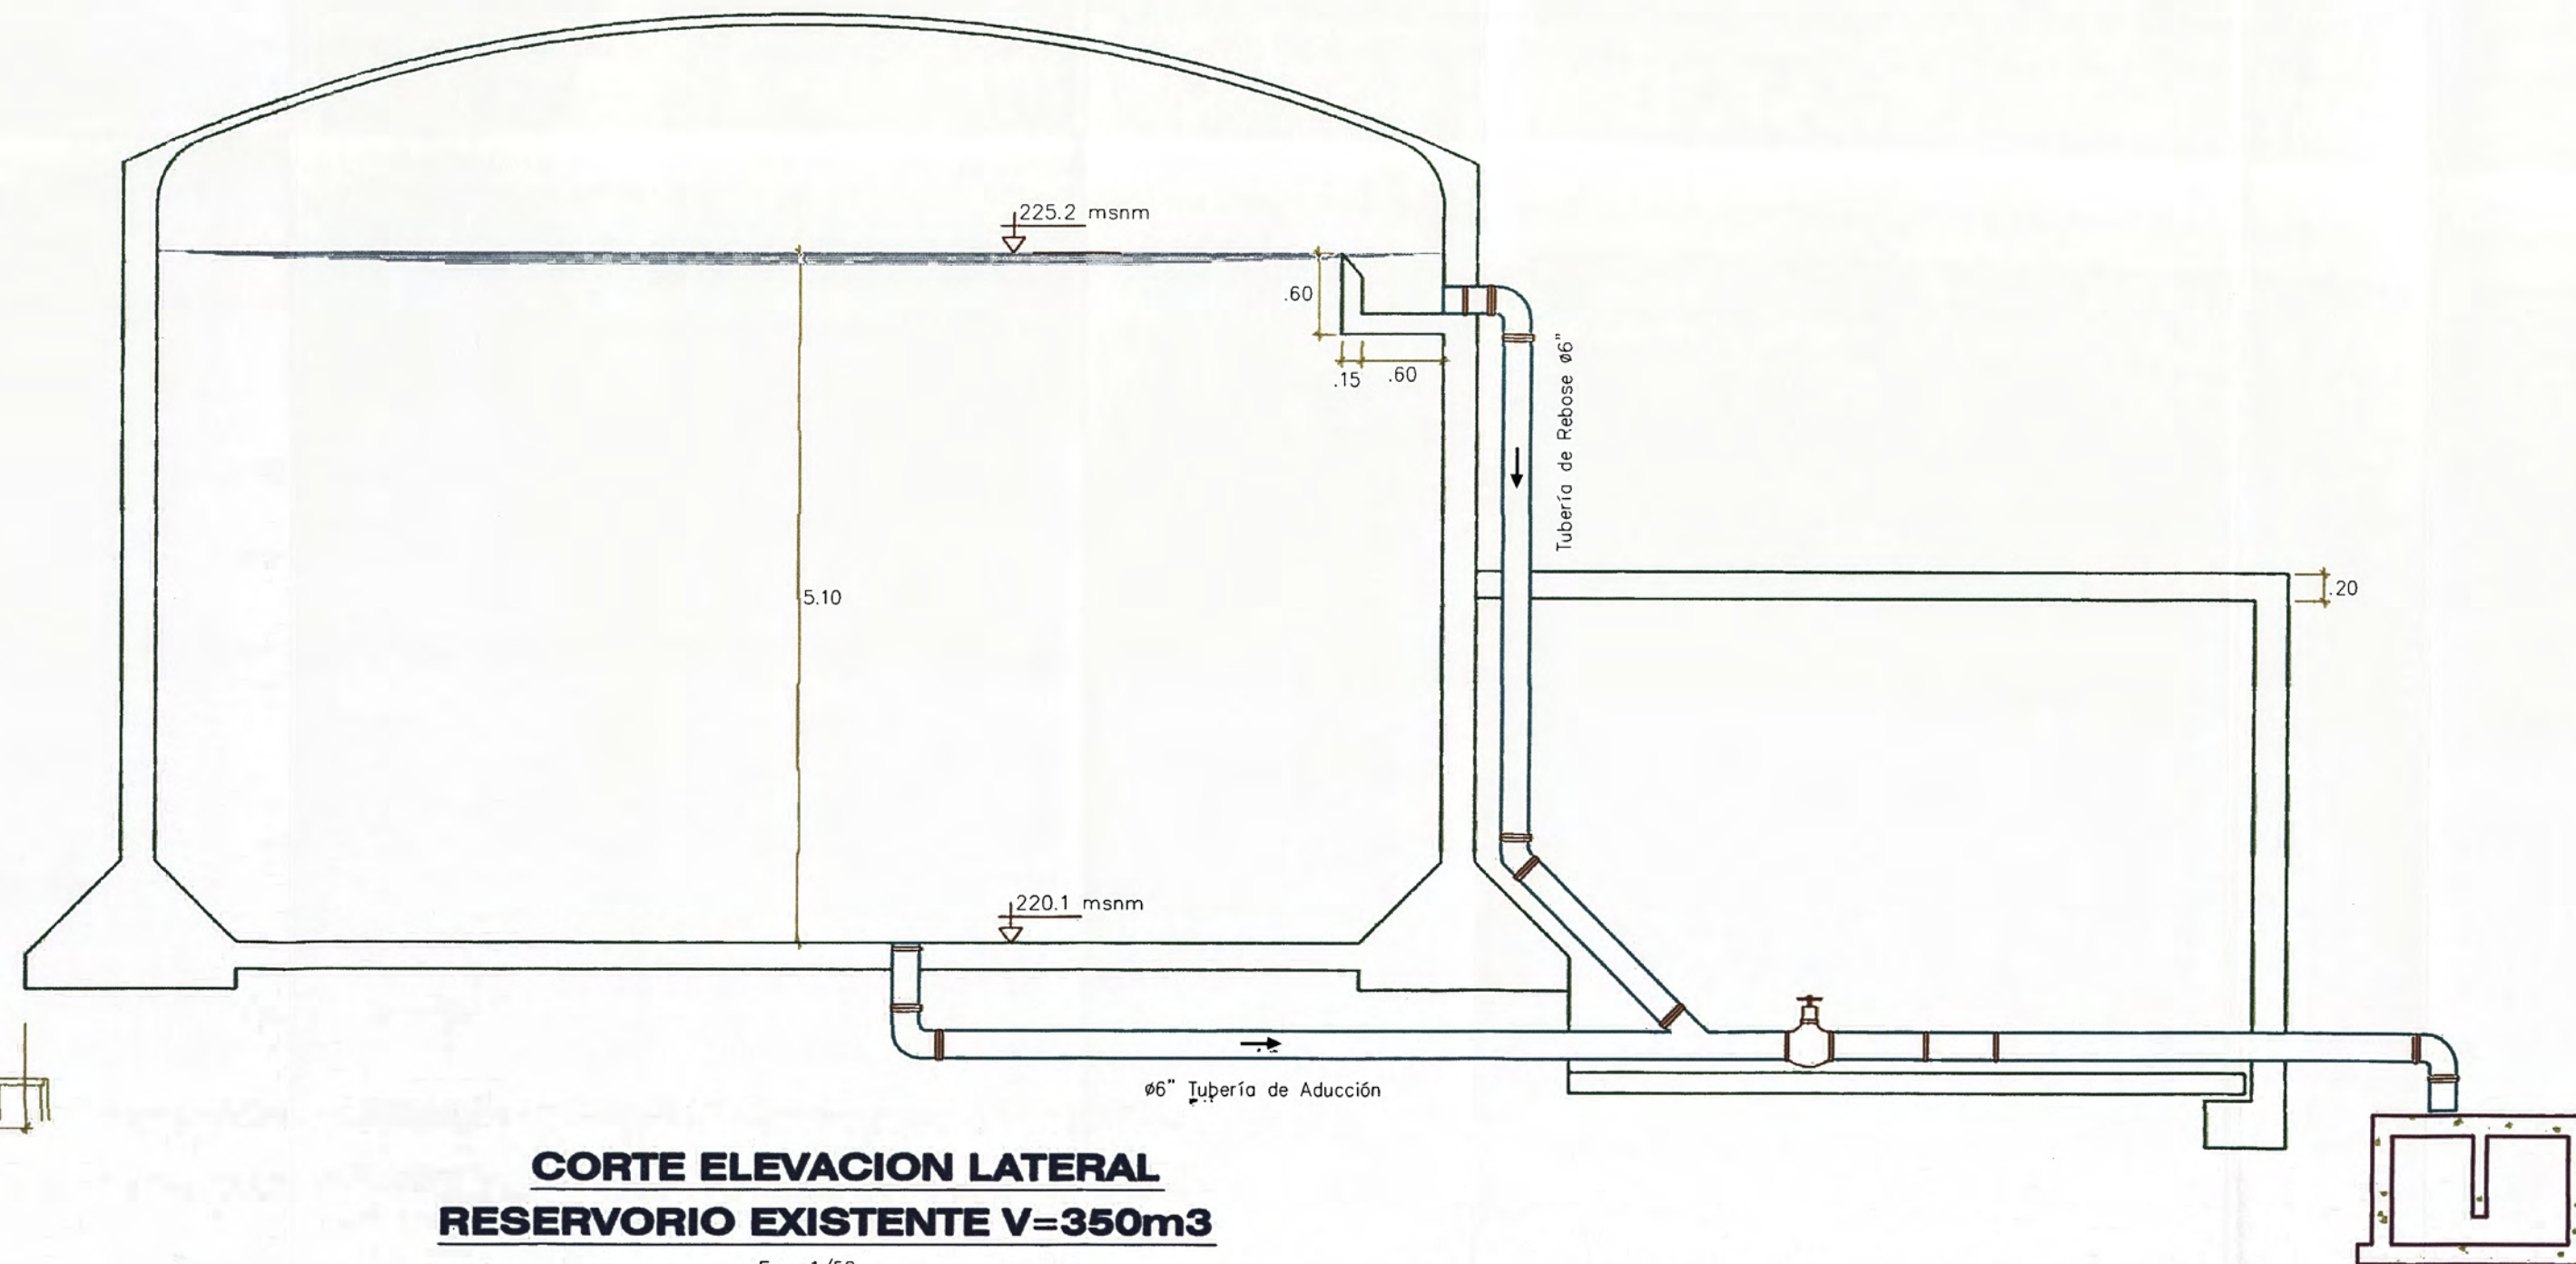 225.2 msnm
.60
.15 .60
Tubería de Rebose ø6"
5.10
.20
220.1 msnm
ø6" Tubería de Aducción
CORTE ELEVACION LATERAL
RESERVORIO EXISTENTE V=350m3